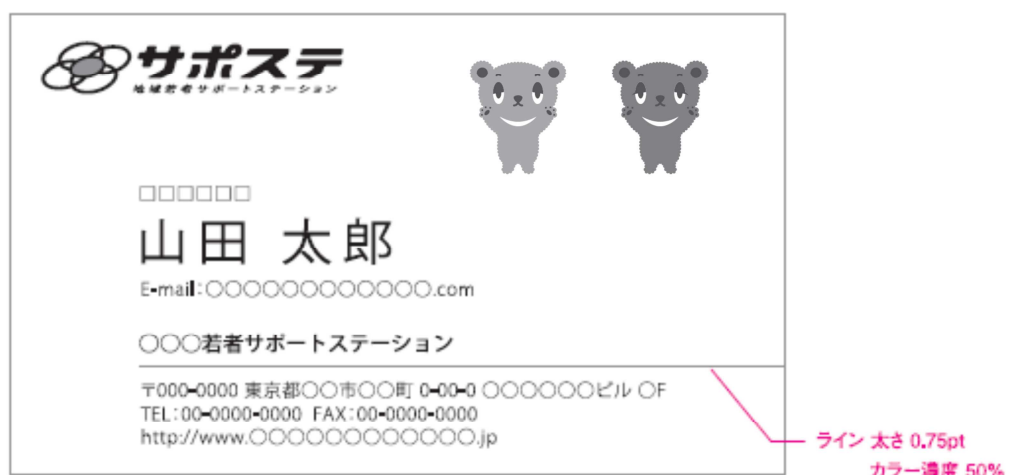 サポステ
地域若者サポートステーション
□□□□□□
山田 太郎
E-mail:○○○○○○○○○○○○.com
○○○若者サポートステーション
〒000-0000 東京都○○市○○町 0-00-0 ○○○○○○ビル ○F
TEL:00-0000-0000 FAX:00-0000-0000
http://www.○○○○○○○○○○○○.jp
ライン 太さ 0.75pt
カラー濃度 50%